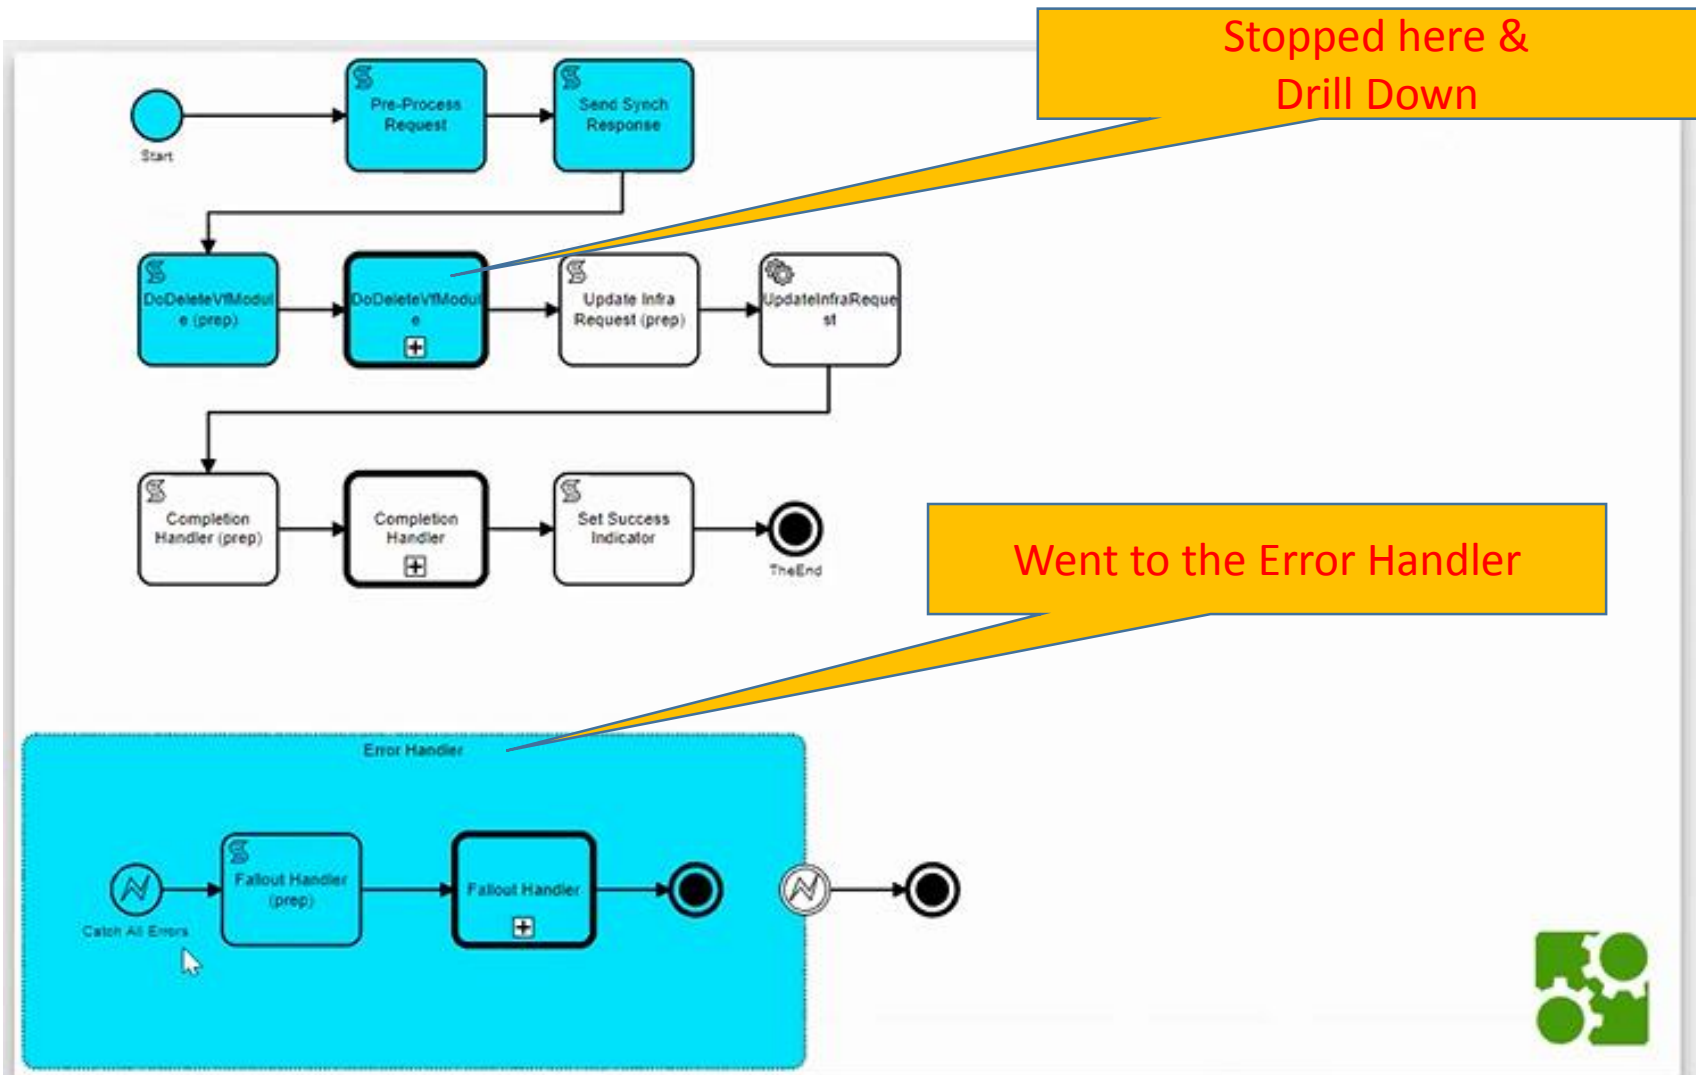 Stopped here &
Drill Down
Pre-Process
Request
Send Synch
Response
Start
DoDeleteVfModul
e (prep)
DoDeleteVfModul
e
Update Infra
Request (prep)
UpdateInfraReque
st
Completion
Handler (prep)
Completion
Handler
Set Success
Indicator
TheEnd
Went to the Error Handler
Error Handler
Fallout Handler
(prep)
Fallout Handler
Catch All Errors